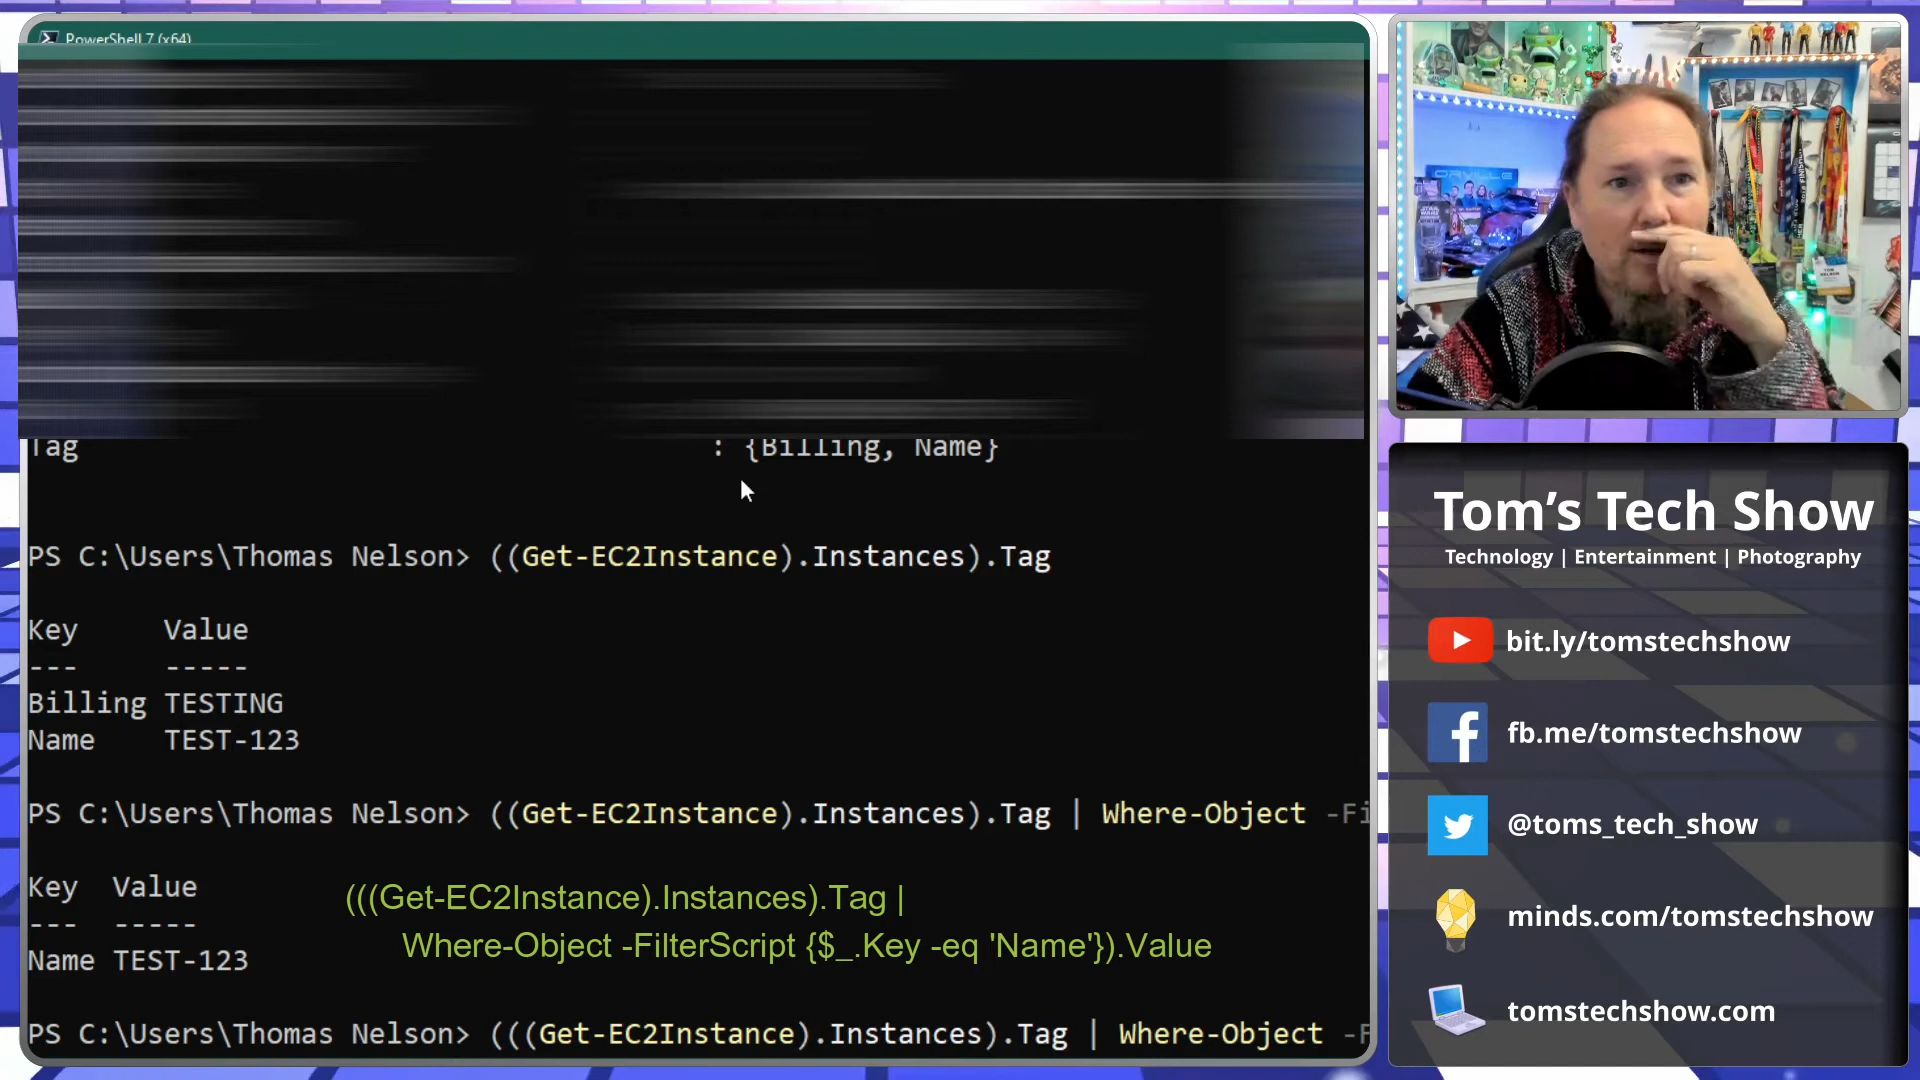 PowerShell 7 (x64)
Tag : {Billing, Name}
PS C:\Users\Thomas Nelson> ((Get-EC2Instance).Instances).Tag
Key Value
--- -----
Billing TESTING
Name TEST-123
PS C:\Users\Thomas Nelson> ((Get-EC2Instance).Instances).Tag | Where-Object -Fi
Key Value
--- -----
Name TEST-123
(((Get-EC2Instance).Instances).Tag |
Where-Object -FilterScript {$_.Key -eq 'Name'}).Value
PS C:\Users\Thomas Nelson> (((Get-EC2Instance).Instances).Tag | Where-Object -F
ORVILLE
Tom's Tech Show
Technology | Entertainment | Photography
bit.ly/tomstechshow
fb.me/tomstechshow
@toms_tech_show
minds.com/tomstechshow
tomstechshow.com